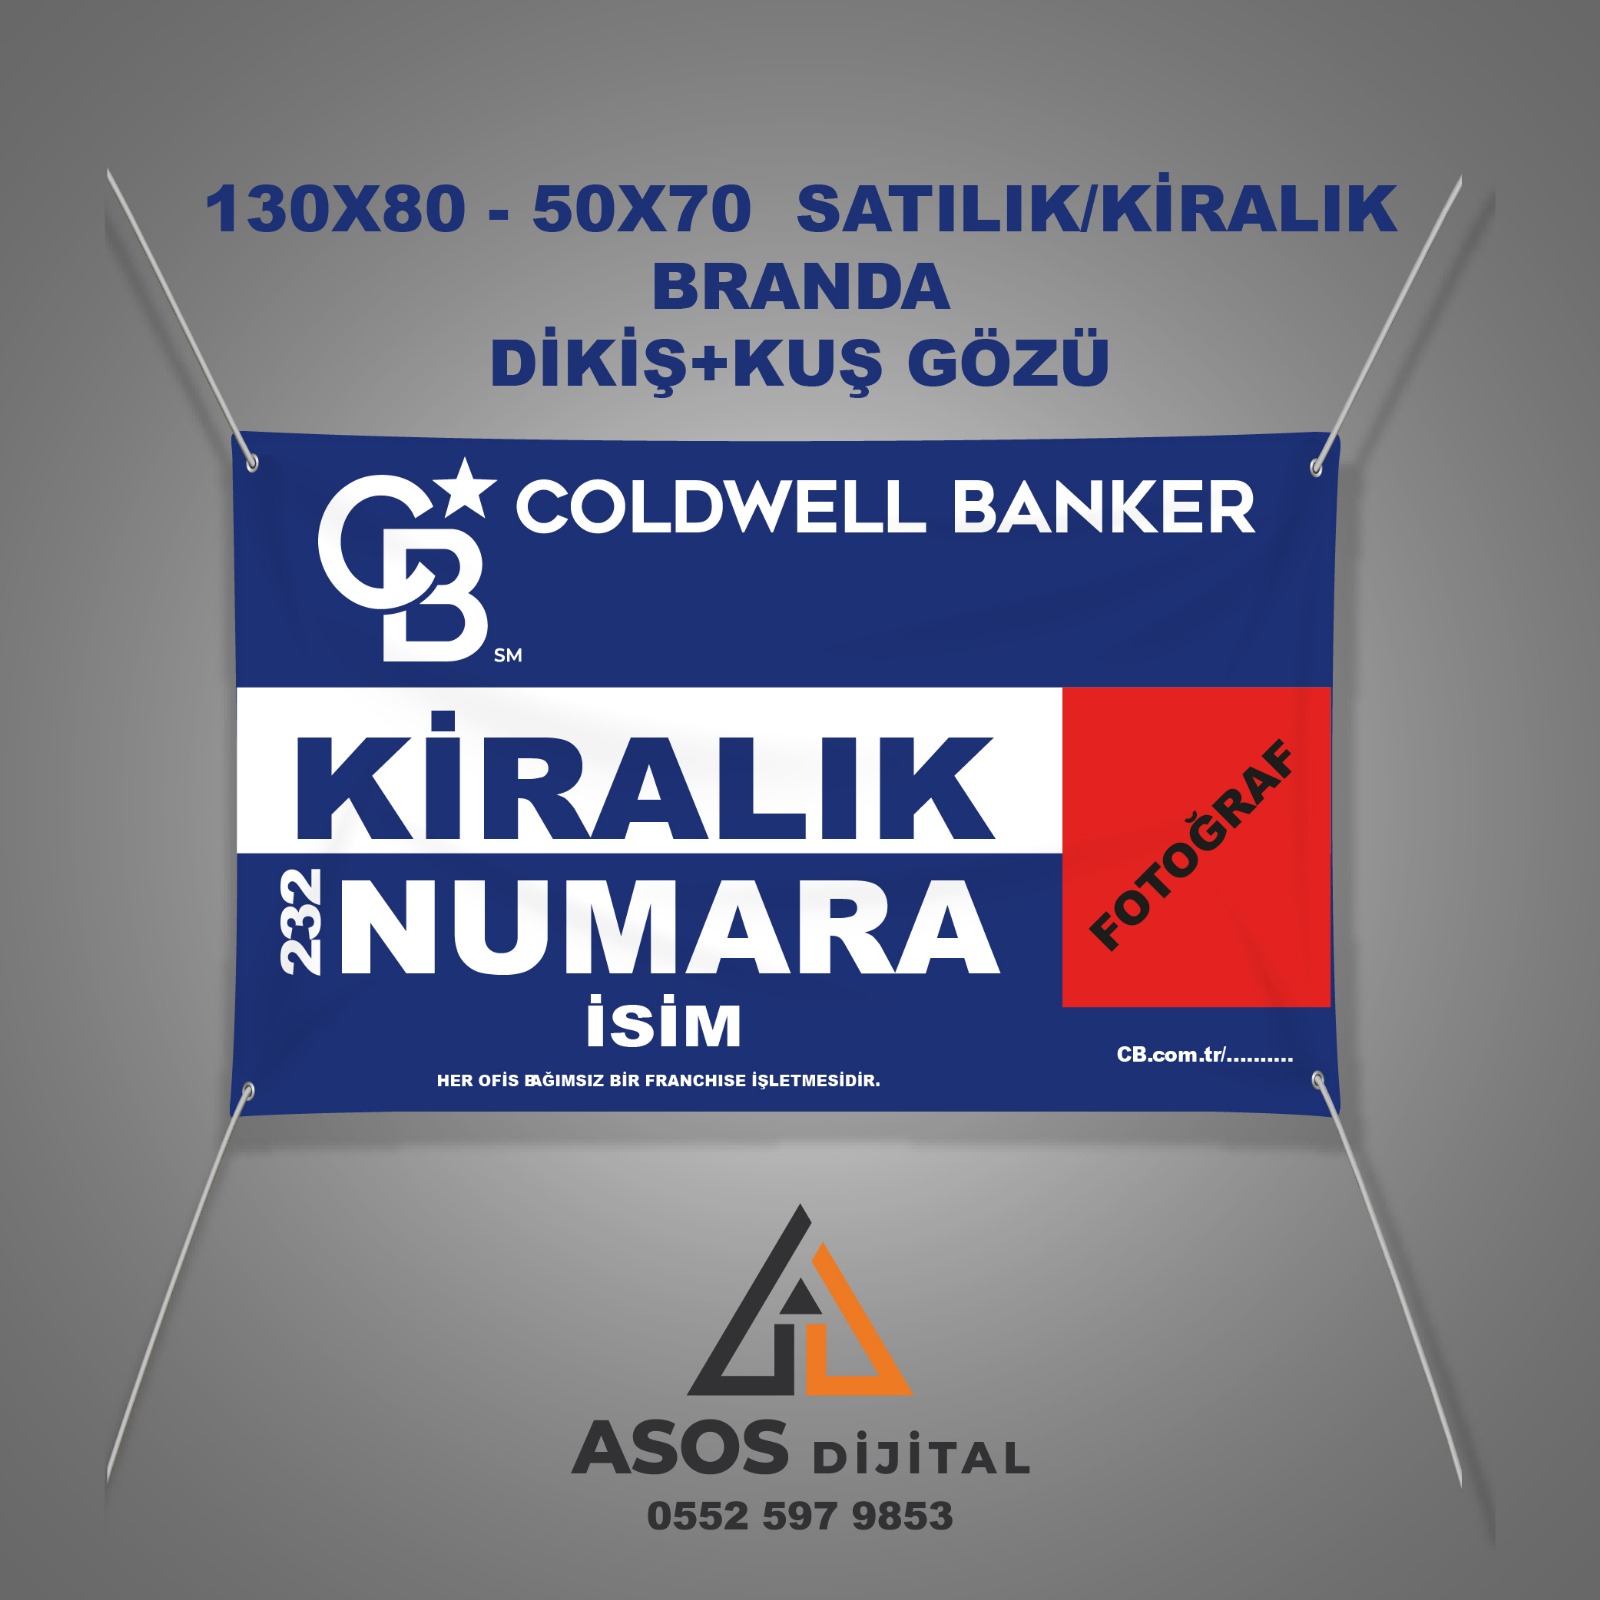 130X80 - 50X70 SATILIK/KİRALIK
BRANDA
DİKİŞ+KUŞ GÖZÜ
CB COLDWELL BANKER
SM
KİRALIK
FOTOĞRAF
232 NUMARA
İSİM
CB.com.tr/..........
HER OFİS BAĞIMSIZ BİR FRANCHISE İŞLETMESİDİR.
ASOS DİJİTAL
0552 597 9853